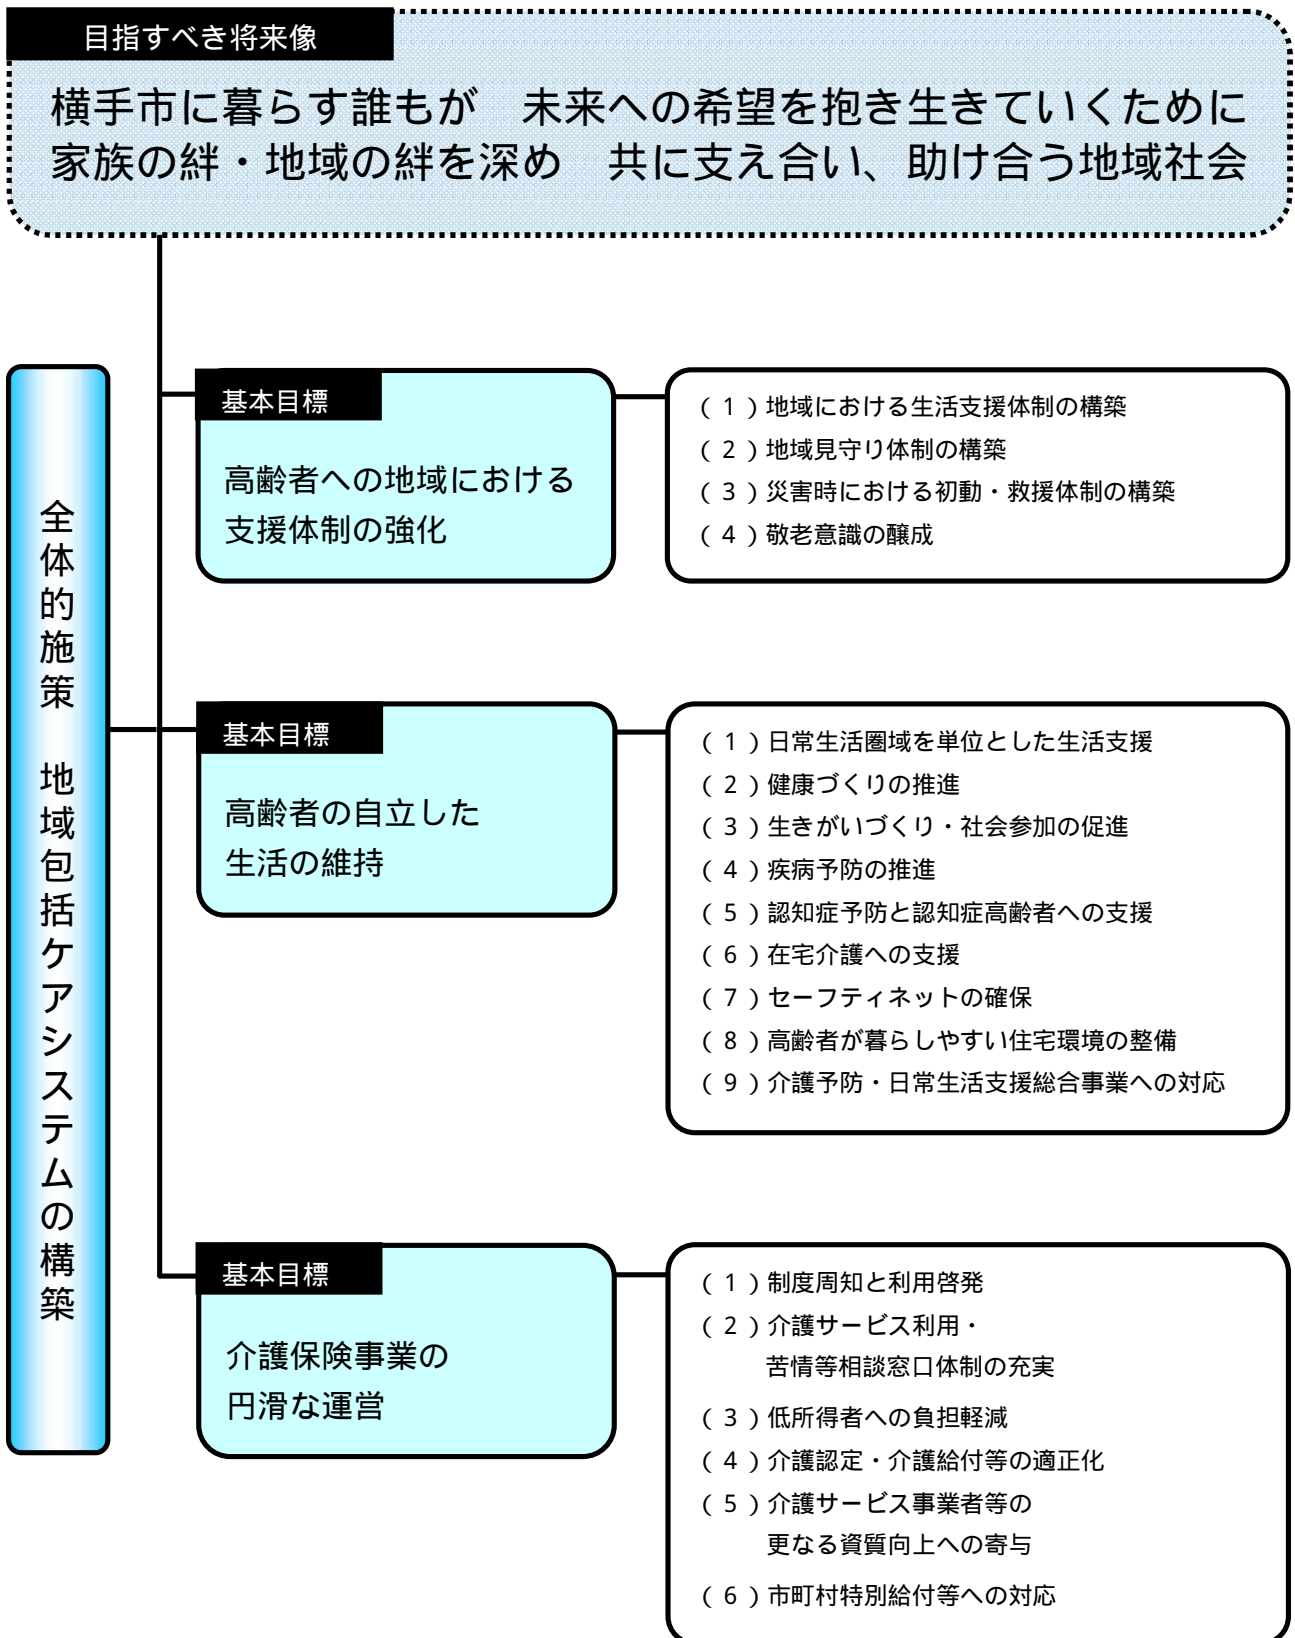 目指すべき将来像
横手市に暮らす誰もが　未来への希望を抱き生きていくために
家族の絆・地域の絆を深め　共に支え合い、助け合う地域社会
全体的施策　地域包括ケアシステムの構築
基本目標
高齢者への地域における
支援体制の強化
（１）地域における生活支援体制の構築
（２）地域見守り体制の構築
（３）災害時における初動・救援体制の構築
（４）敬老意識の醸成
基本目標
高齢者の自立した
生活の維持
（１）日常生活圏域を単位とした生活支援
（２）健康づくりの推進
（３）生きがいづくり・社会参加の促進
（４）疾病予防の推進
（５）認知症予防と認知症高齢者への支援
（６）在宅介護への支援
（７）セーフティネットの確保
（８）高齢者が暮らしやすい住宅環境の整備
（９）介護予防・日常生活支援総合事業への対応
基本目標
介護保険事業の
円滑な運営
（１）制度周知と利用啓発
（２）介護サービス利用・
苦情等相談窓口体制の充実
（３）低所得者への負担軽減
（４）介護認定・介護給付等の適正化
（５）介護サービス事業者等の
更なる資質向上への寄与
（６）市町村特別給付等への対応